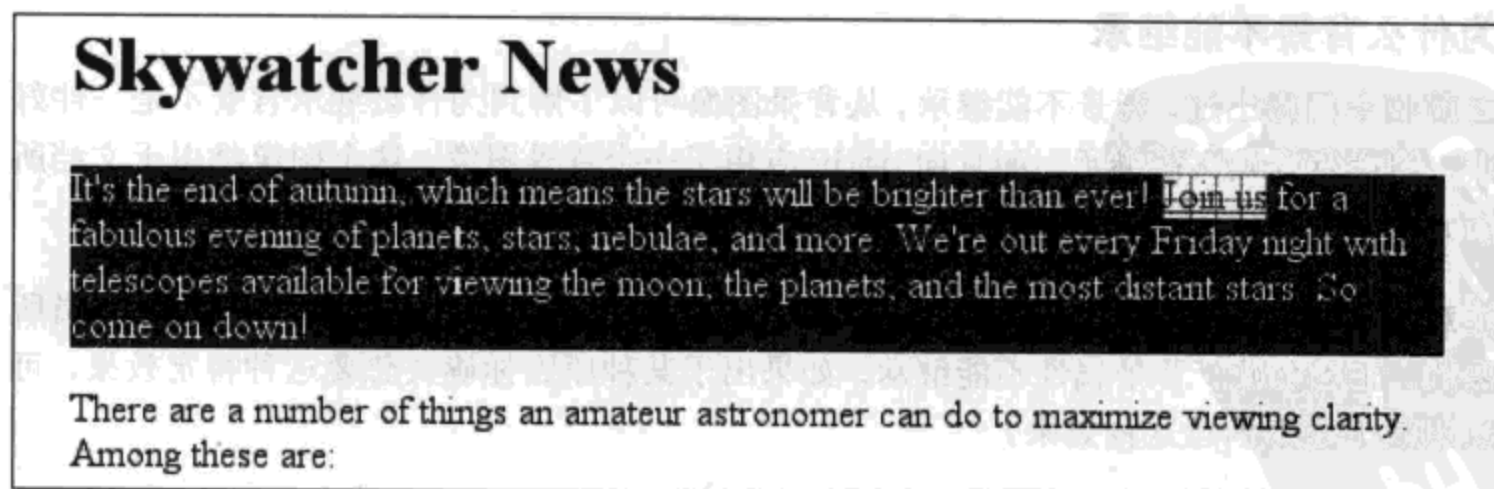 Skywatcher News
It's the end of autumn, which means the stars will be brighter than ever! Join us for a
fabulous evening of planets, stars, nebulae, and more. We're out every Friday night with
telescopes available for viewing the moon, the planets, and the most distant stars. So
come on down!
There are a number of things an amateur astronomer can do to maximize viewing clarity.
Among these are: